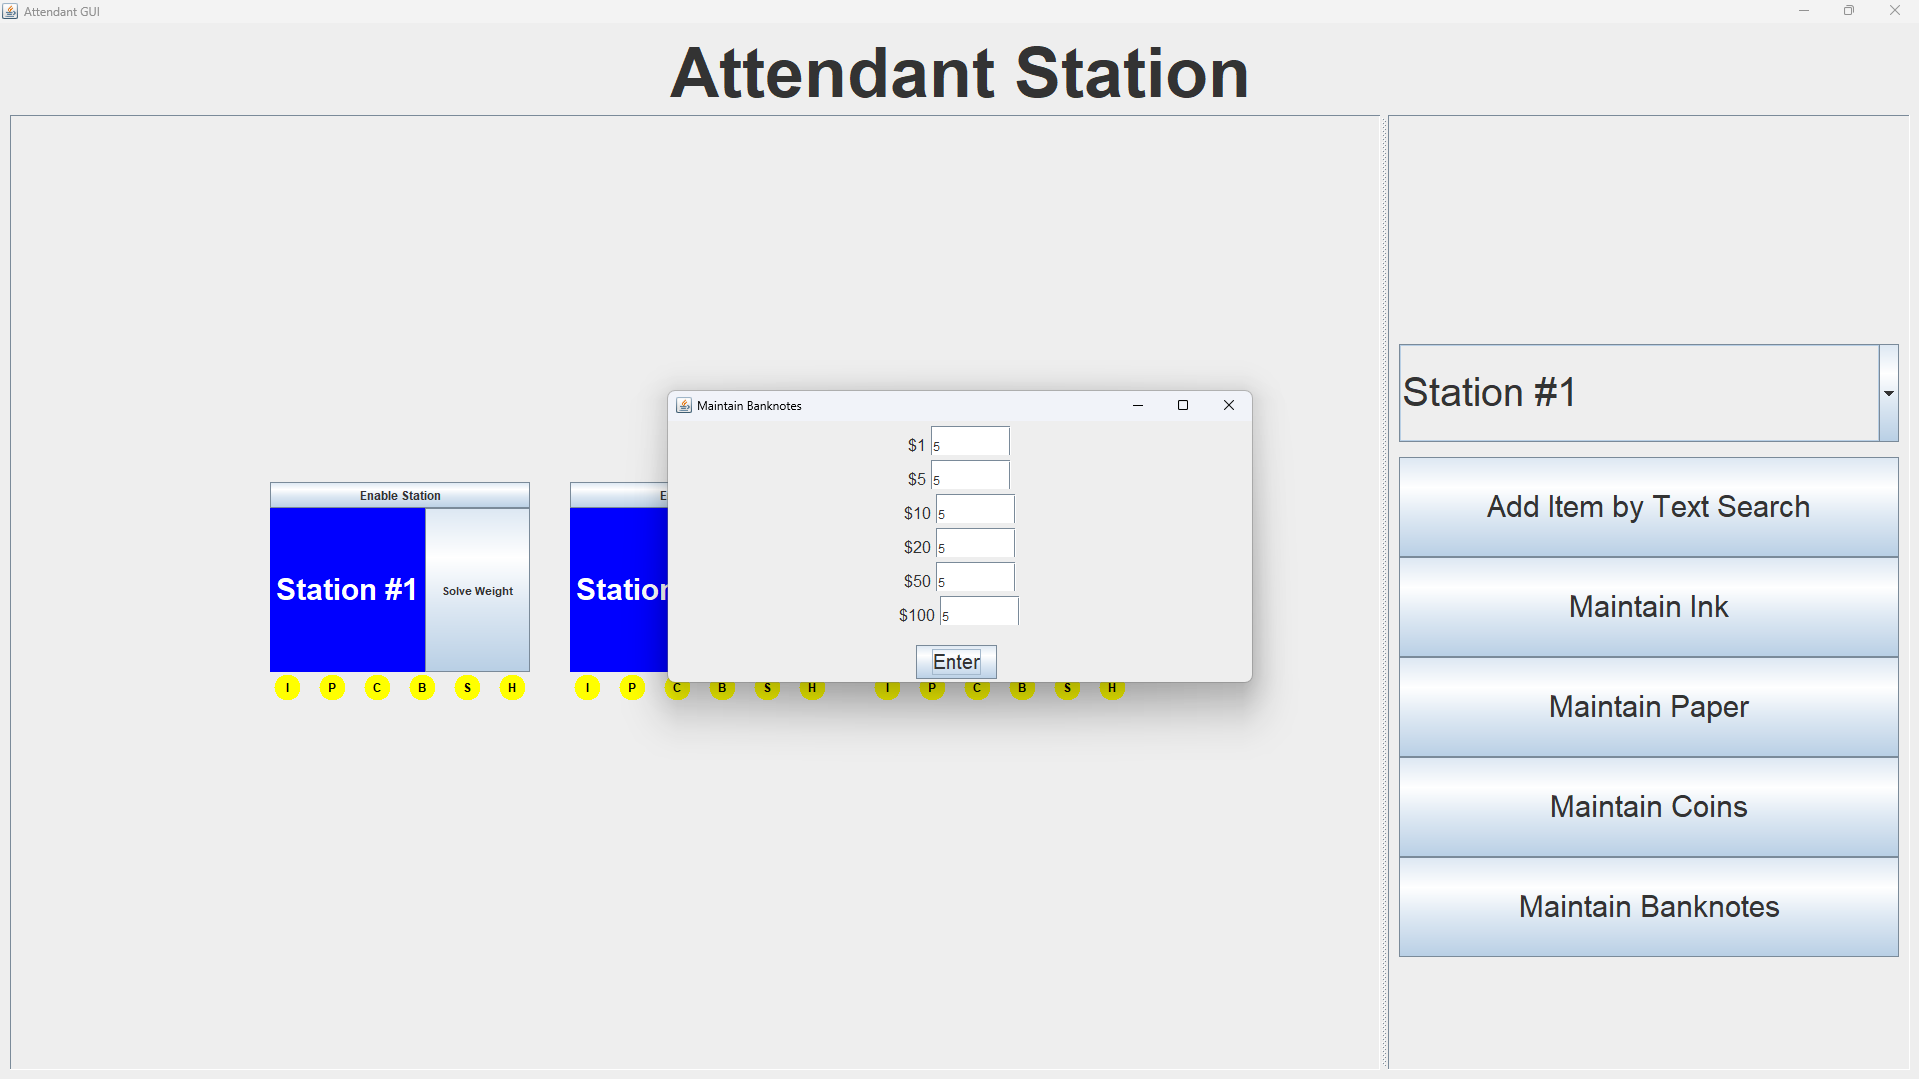 Attendant GUI
Attendant Station
Station #1
Add Item by Text Search
Maintain Ink
Maintain Paper
Maintain Coins
Maintain Banknotes
Maintain Banknotes
$1 5
$5 5
$10 5
$20 5
$50 5
$100 5
Enter
Enable Station
Station #1
Solve Weight
I P C B S H
E
Station
I P C B S H
I P C B S H